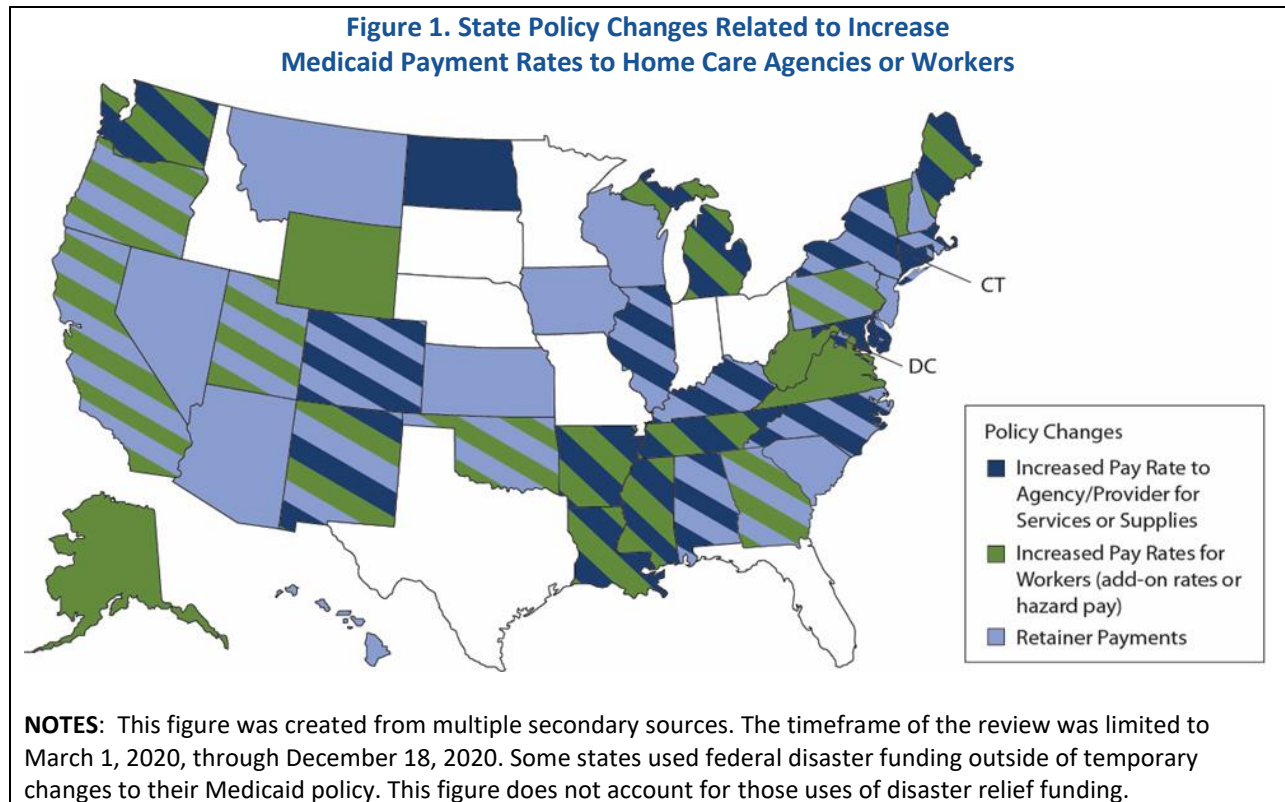 Figure 1. State Policy Changes Related to Increase
Medicaid Payment Rates to Home Care Agencies or Workers
CT
DC
Policy Changes
Increased Pay Rate to
Agency/Provider for
Services or Supplies
Increased Pay Rates for
Workers (add-on rates or
hazard pay)
Retainer Payments
NOTES: This figure was created from multiple secondary sources. The timeframe of the review was limited to
March 1, 2020, through December 18, 2020. Some states used federal disaster funding outside of temporary
changes to their Medicaid policy. This figure does not account for those uses of disaster relief funding.